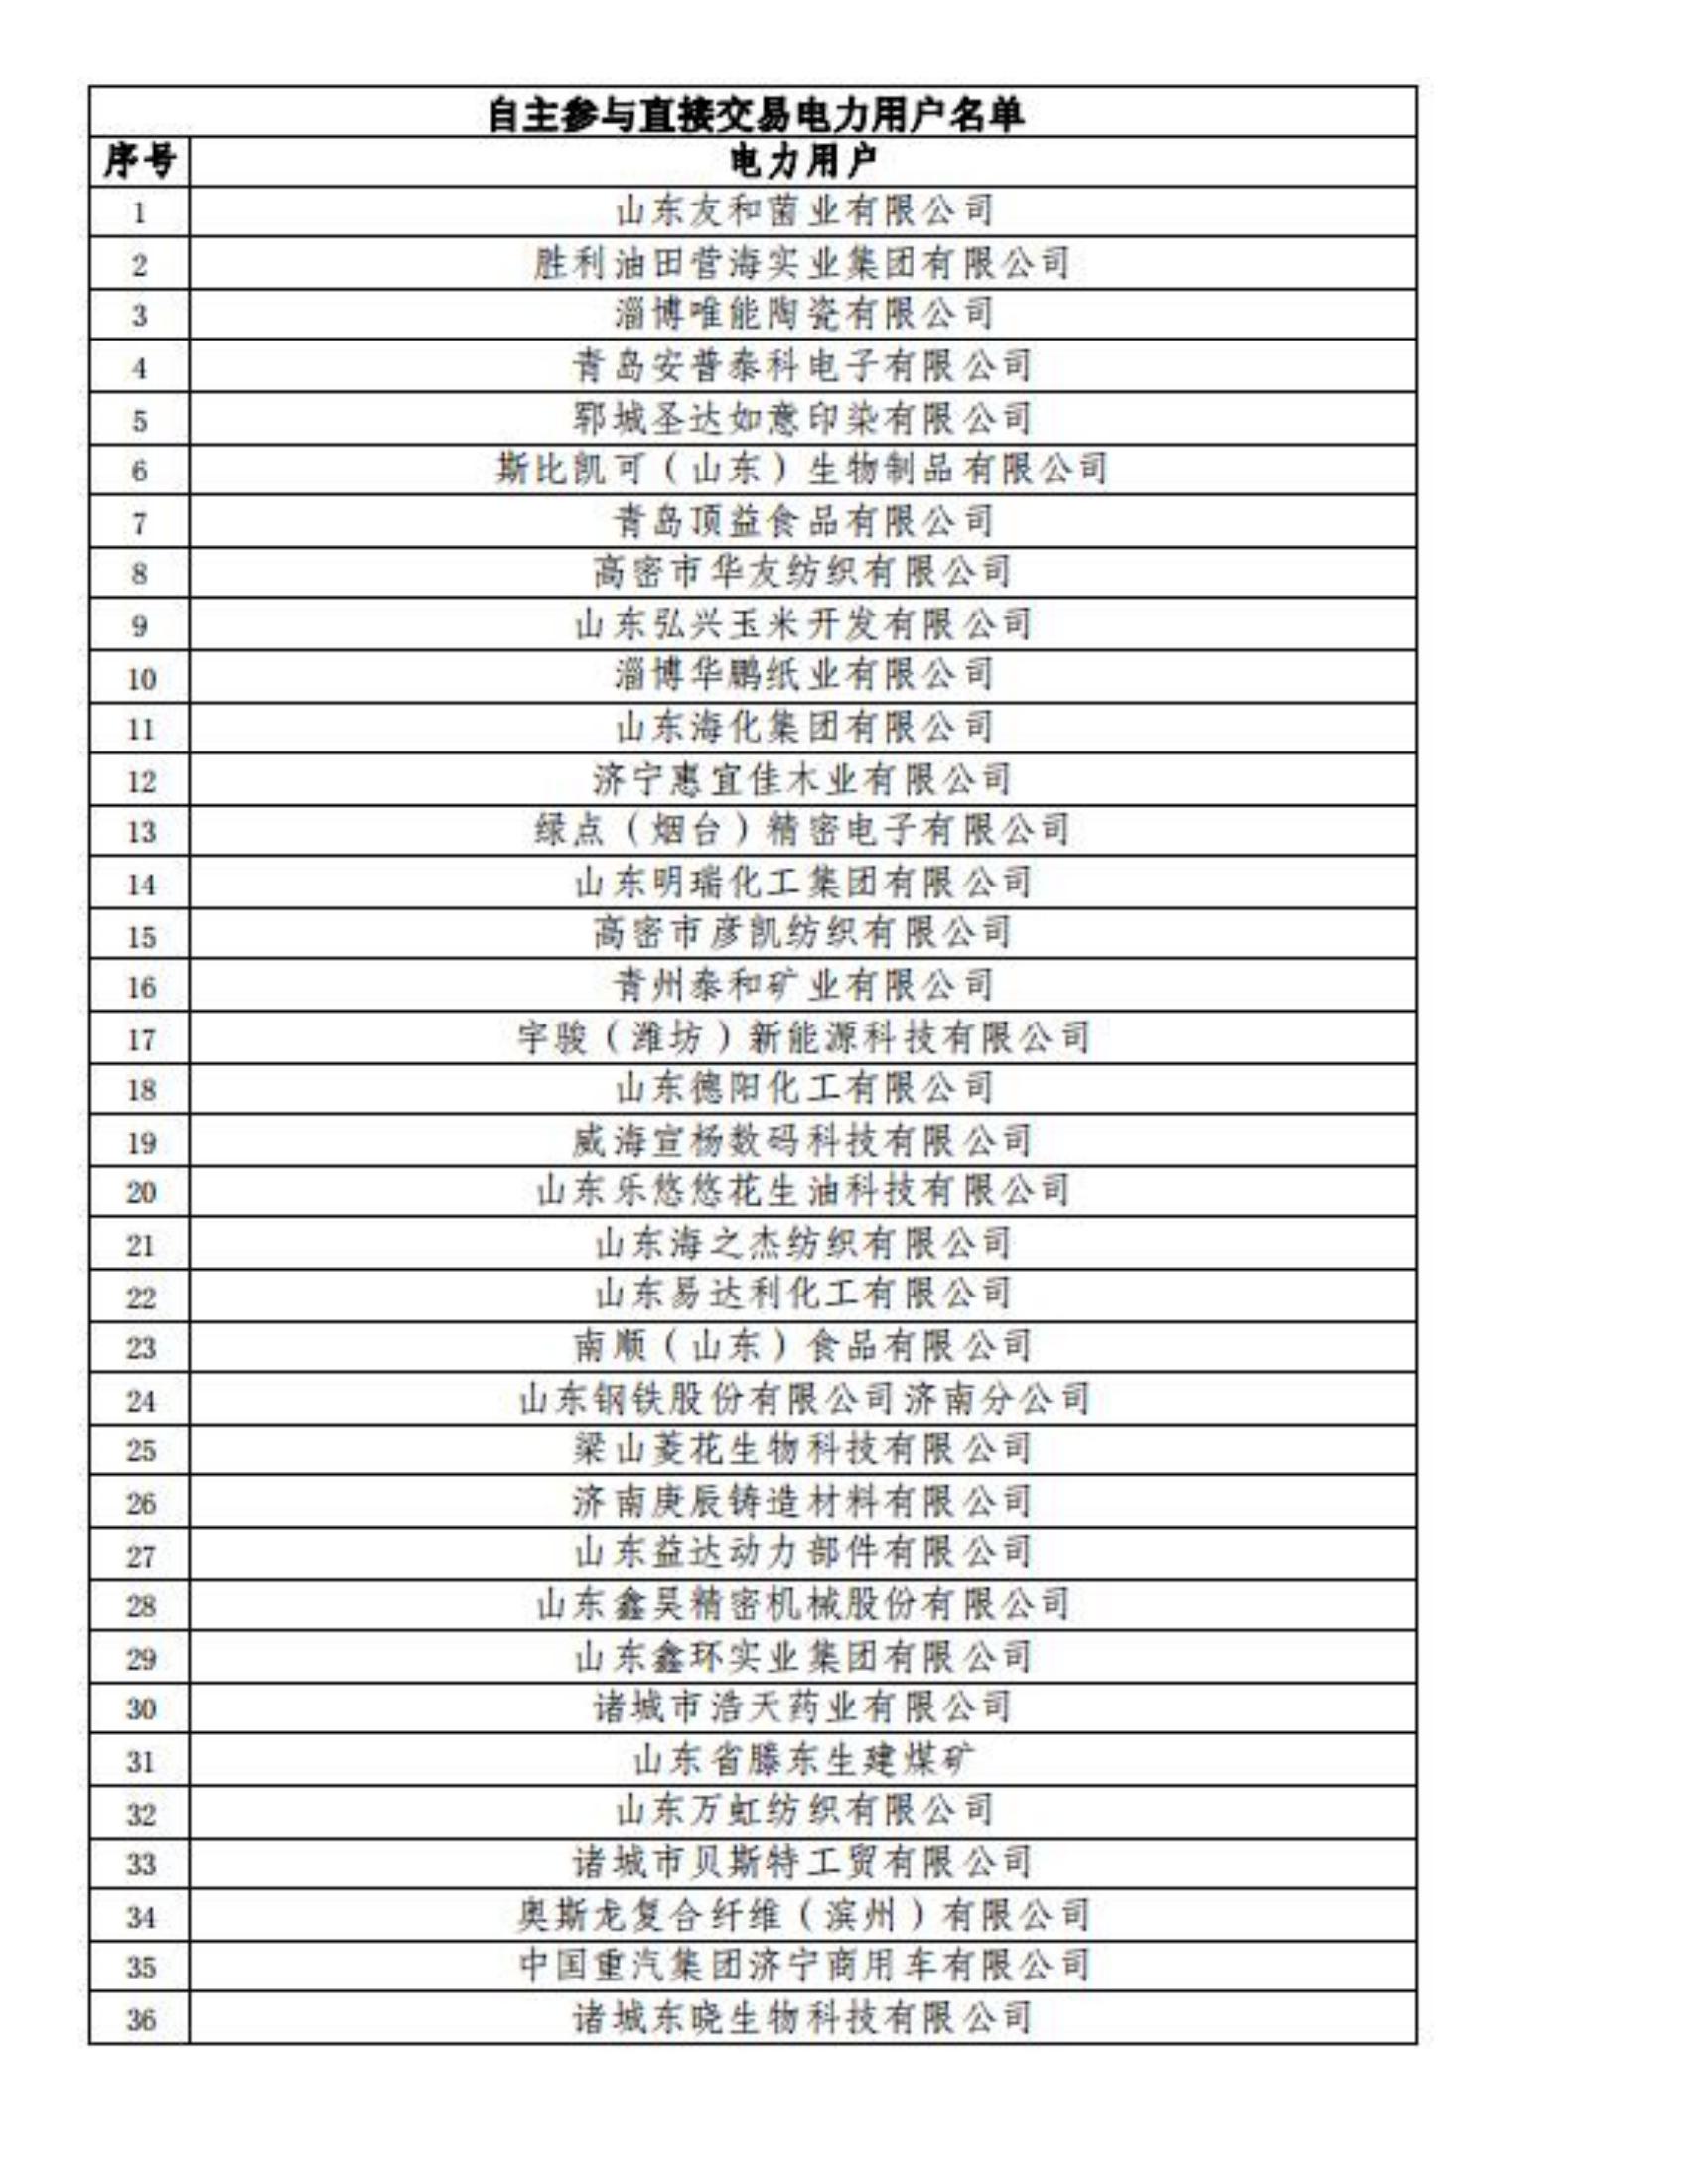 自主参与直接交易电力用户名单
序号 电力用户
1 山东友和菌业有限公司
2 胜利油田营海实业集团有限公司
3 淄博唯能陶瓷有限公司
4 青岛安普泰科电子有限公司
5 郓城圣达如意印染有限公司
6 斯比凯可（山东）生物制品有限公司
7 青岛顶益食品有限公司
8 高密市华友纺织有限公司
9 山东弘兴玉米开发有限公司
10 淄博华鹏纸业有限公司
11 山东海化集团有限公司
12 济宁惠宜佳木业有限公司
13 绿点（烟台）精密电子有限公司
14 山东明瑞化工集团有限公司
15 高密市彦凯纺织有限公司
16 青州泰和矿业有限公司
17 宇骏（潍坊）新能源科技有限公司
18 山东德阳化工有限公司
19 威海宣杨数码科技有限公司
20 山东乐悠悠花生油科技有限公司
21 山东海之杰纺织有限公司
22 山东易达利化工有限公司
23 南顺（山东）食品有限公司
24 山东钢铁股份有限公司济南分公司
25 梁山菱花生物科技有限公司
26 济南庚辰铸造材料有限公司
27 山东益达动力部件有限公司
28 山东鑫昊精密机械股份有限公司
29 山东鑫环实业集团有限公司
30 诸城市浩天药业有限公司
31 山东省滕东生建煤矿
32 山东万虹纺织有限公司
33 诸城市贝斯特工贸有限公司
34 奥斯龙复合纤维（滨州）有限公司
35 中国重汽集团济宁商用车有限公司
36 诸城东晓生物科技有限公司